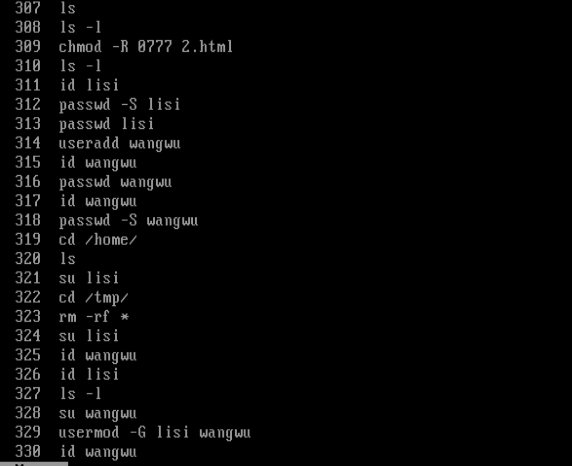 307 ls
308 ls -l
309 chmod -R 0777 2.html
310 ls -l
311 id lisi
312 passwd -S lisi
313 passwd lisi
314 useradd wangwu
315 id wangwu
316 passwd wangwu
317 id wangwu
318 passwd -S wangwu
319 cd /home/
320 ls
321 su lisi
322 cd /tmp/
323 rm -rf *
324 su lisi
325 id wangwu
326 id lisi
327 ls -l
328 su wangwu
329 usermod -G lisi wangwu
330 id wangwu